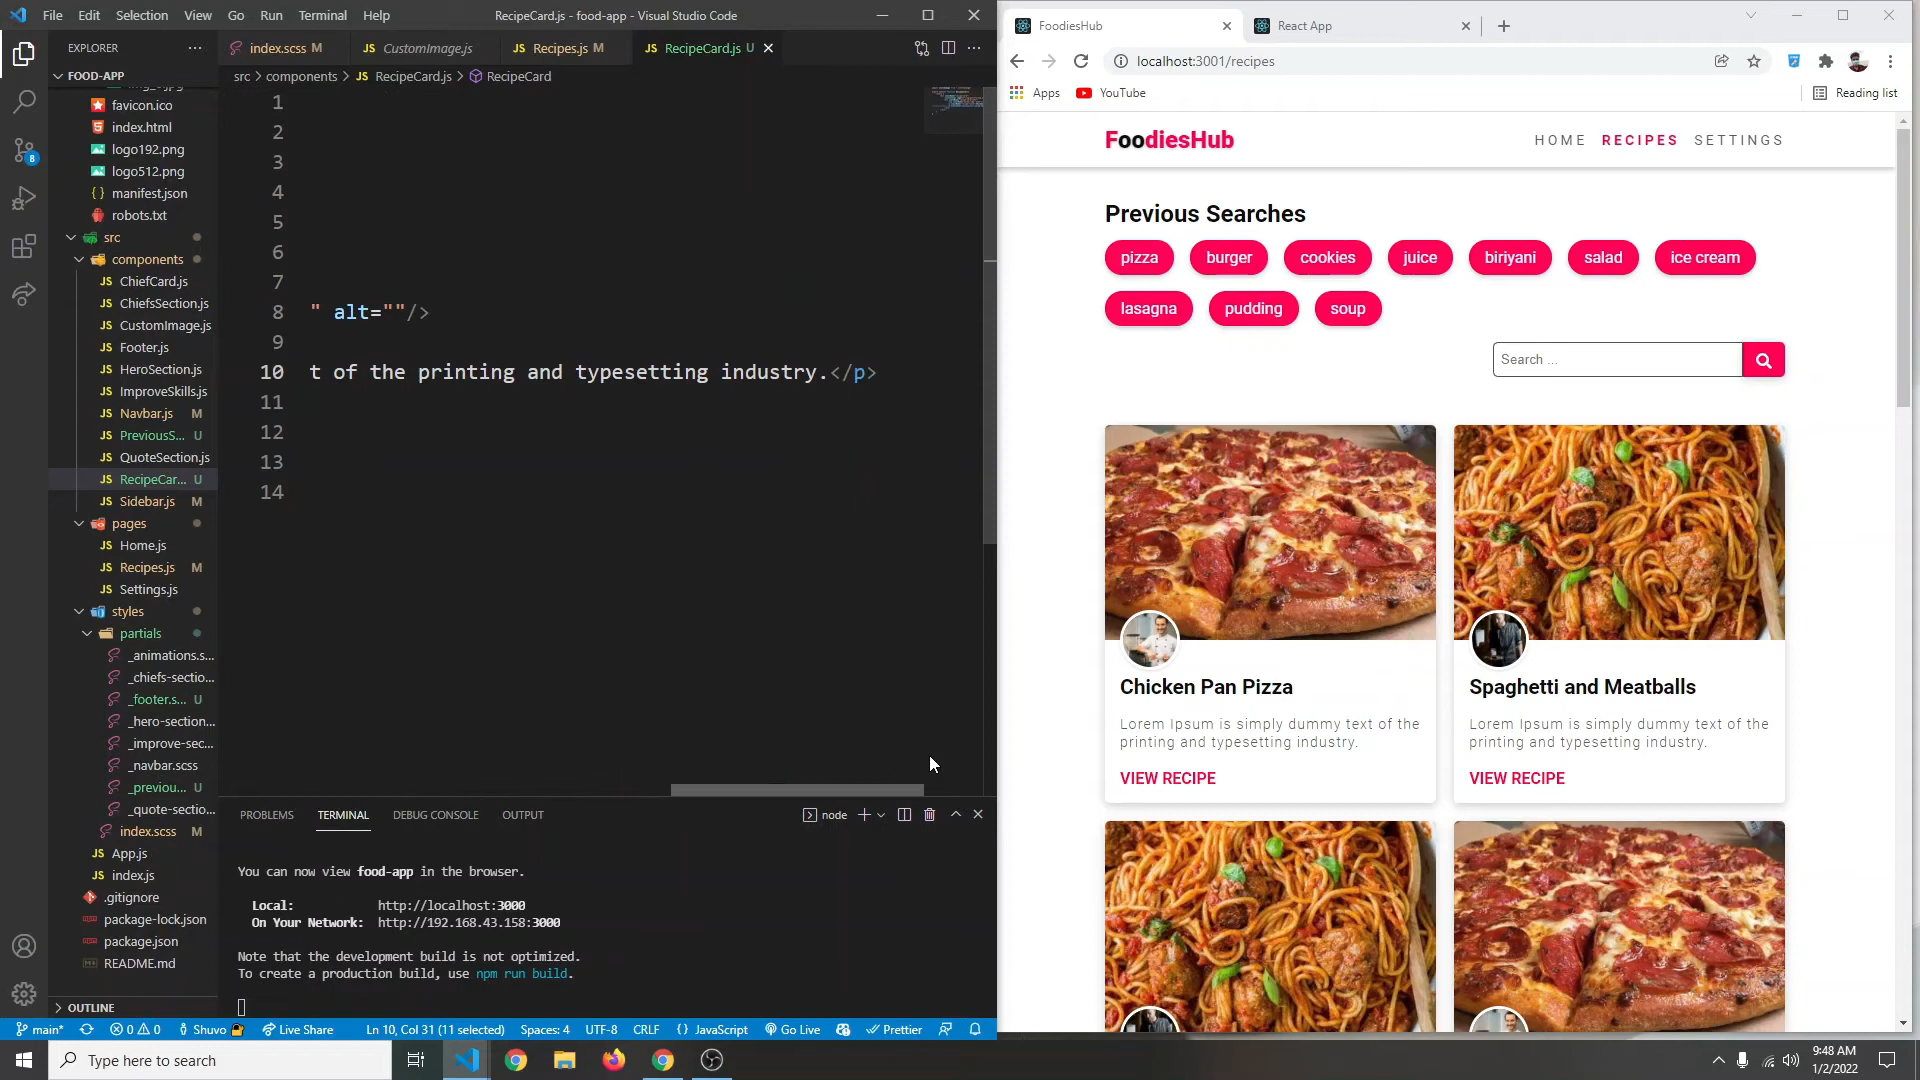 File Edit Selection View Go Run Terminal Help
RecipeCard.js - food-app - Visual Studio Code
EXPLORER
FOOD-APP
favicon.ico
index.html
logo192.png
logo512.png
manifest.json
robots.txt
src
components
ChiefCard.js
ChiefsSection.js
CustomImage.js
Footer.js
HeroSection.js
ImproveSkills.js
Navbar.js M
PreviousS... U
QuoteSection.js
RecipeCar... U
Sidebar.js M
pages
Home.js
Recipes.js M
Settings.js
styles
partials
_animations.s...
_chiefs-sectio...
_footer.s... U
_hero-section...
_improve-sec...
_navbar.scss
_previou... U
_quote-sectio...
index.scss M
App.js
index.js
.gitignore
package-lock.json
package.json
README.md
OUTLINE
index.scss M
JS CustomImage.js
JS Recipes.js M
JS RecipeCard.js U
src > components > JS RecipeCard.js > RecipeCard
1
2
3
4
5
6
7
8 " alt=""/>
9
10 t of the printing and typesetting industry.</p>
11
12
13
14
PROBLEMS TERMINAL DEBUG CONSOLE OUTPUT
node
You can now view food-app in the browser.
Local: http://localhost:3000
On Your Network: http://192.168.43.158:3000
Note that the development build is not optimized.
To create a production build, use npm run build.
main* 0 0 Shuvo Live Share Ln 10, Col 31 (11 selected) Spaces: 4 UTF-8 CRLF JavaScript Go Live Prettier
FoodiesHub
React App
localhost:3001/recipes
Apps YouTube Reading list
FoodiesHub
HOME RECIPES SETTINGS
Previous Searches
pizza burger cookies juice biriyani salad ice cream
lasagna pudding soup
Search ...
Chicken Pan Pizza
Lorem Ipsum is simply dummy text of the
printing and typesetting industry.
VIEW RECIPE
Spaghetti and Meatballs
Lorem Ipsum is simply dummy text of the
printing and typesetting industry.
VIEW RECIPE
Type here to search
9:48 AM
1/2/2022